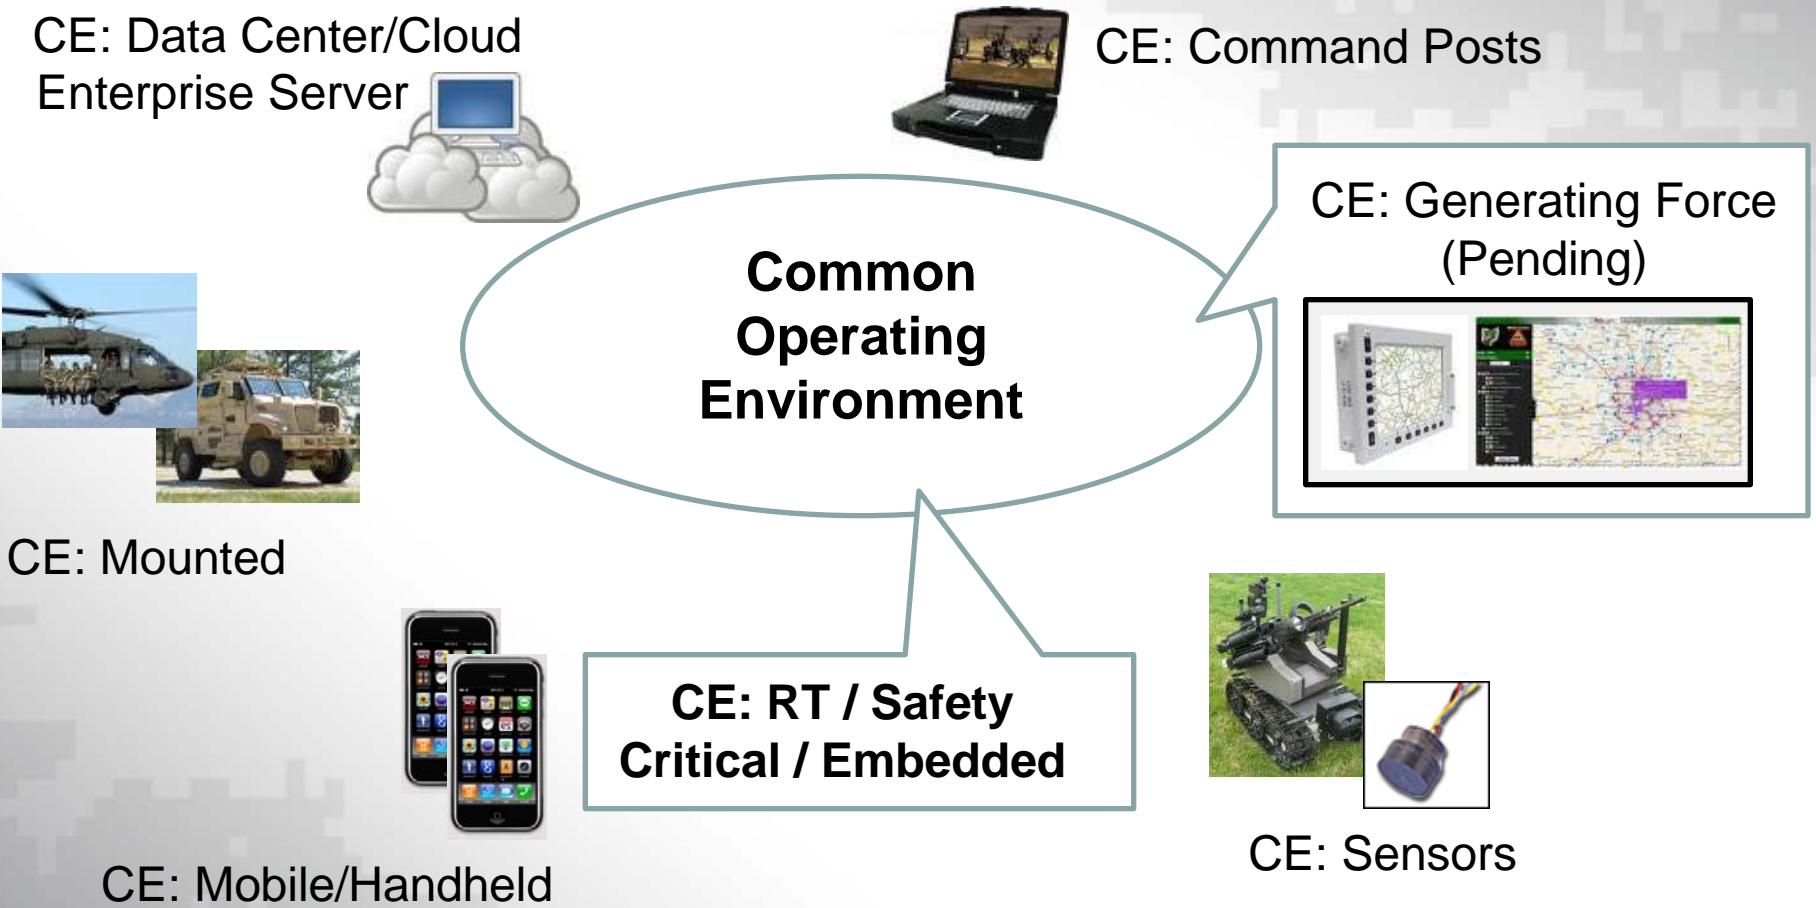 CE: Data Center/Cloud
Enterprise Server
CE: Command Posts
CE: Generating Force
(Pending)
Common
Operating
Environment
CE: Mounted
CE: RT / Safety
Critical / Embedded
CE: Sensors
CE: Mobile/Handheld